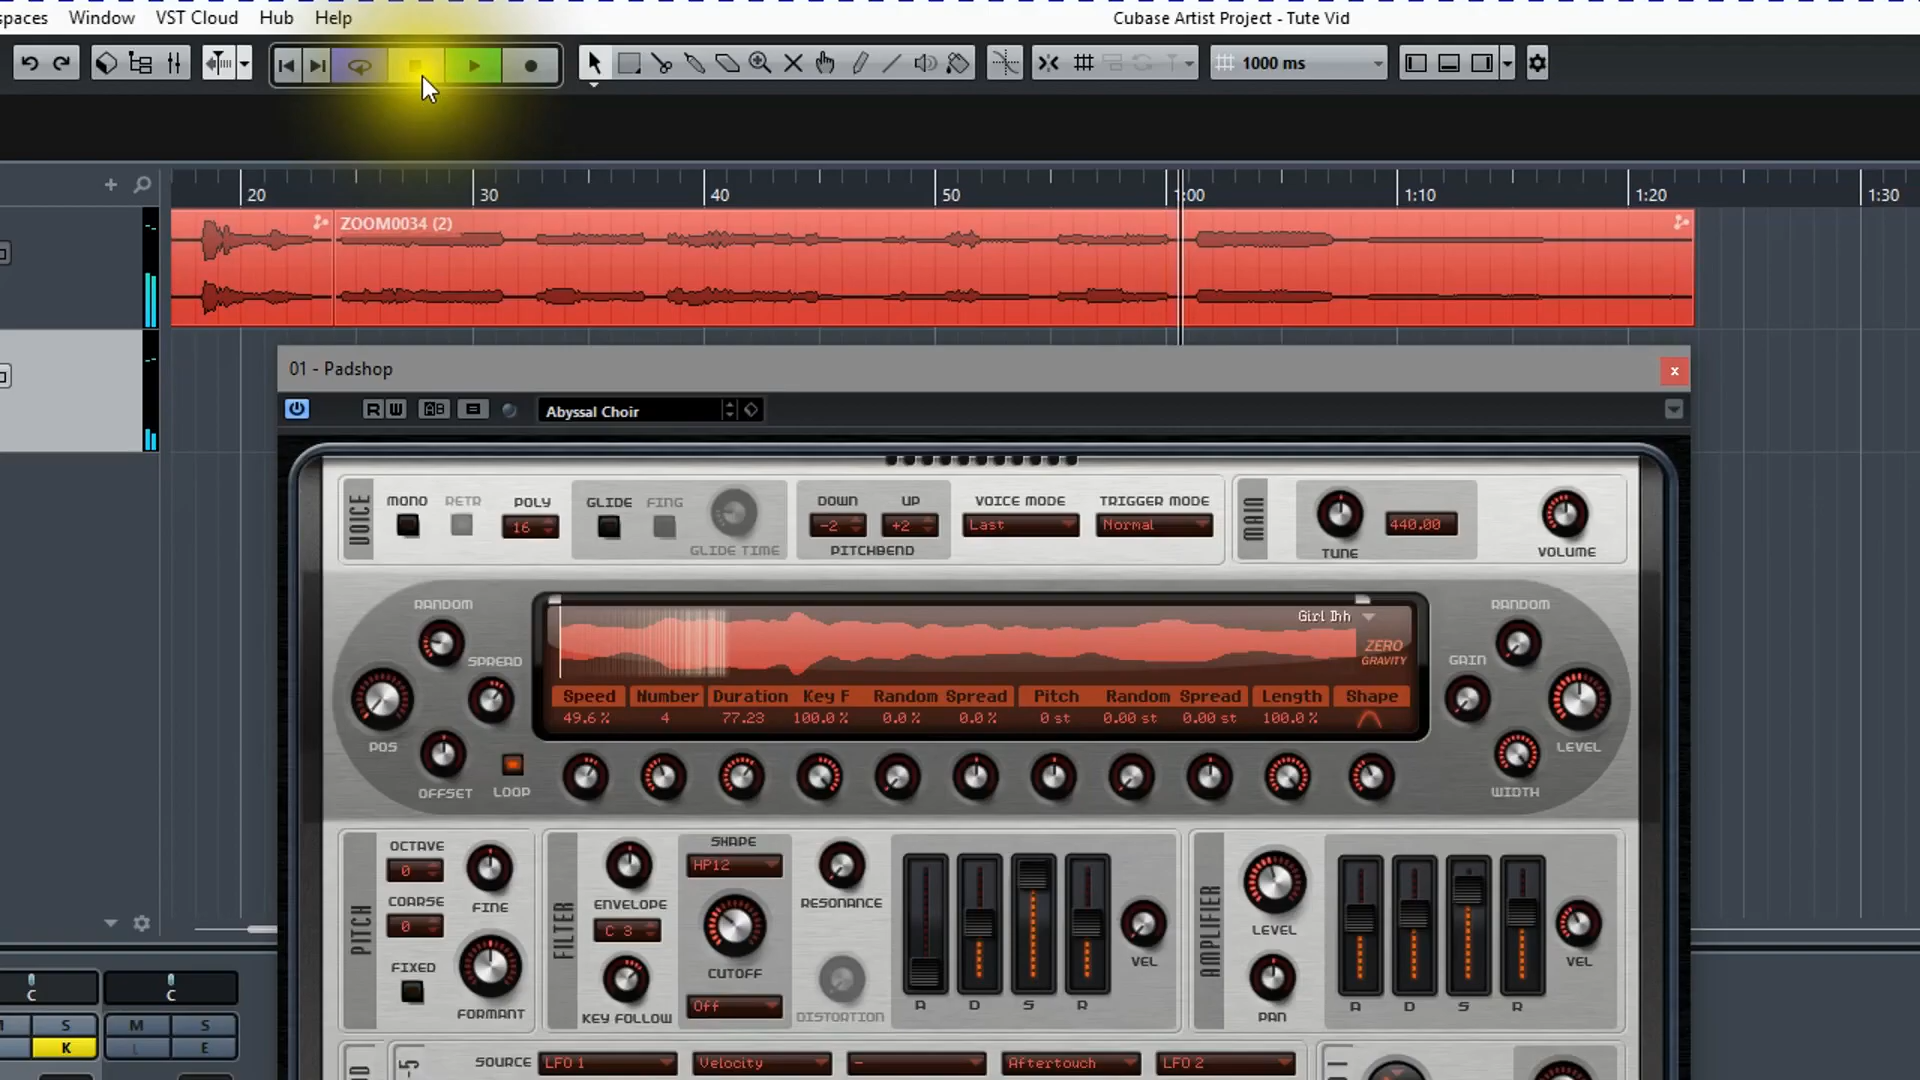 spaces Window VST Cloud Hub Help
Cubase Artist Project - Tute Vid
1000 ms
20 30 40 50 1:00 1:10 1:20 1:30
ZOOM0034 (2)
01 - Padshop
R W AB Abyssal Choir
VOICE MONO RETR POLY GLIDE FING DOWN UP VOICE MODE TRIGGER MODE MAIN
16 -2 +2 Last Normal 440.00
GLIDE TIME PITCHBEND TUNE VOLUME
RANDOM Girl Ihh RANDOM
SPREAD ZERO GRAVITY GAIN
Speed Number Duration Key F Random Spread Pitch Random Spread Length Shape
49.6 % 4 77.23 100.0 % 0.0 % 0.0 % 0 st 0.00 st 0.00 st 100.0 %
POS LEVEL
OFFSET LOOP WIDTH
PITCH OCTAVE 0 FINE
COARSE 0
FIXED FORMANT
FILTER ENVELOPE C 3 KEY FOLLOW
SHAPE HP12 CUTOFF Off
RESONANCE DISTORTION
A D S R VEL
AMPLIFIER LEVEL PAN
A D S R VEL
C C
S M S
K L E
SOURCE LFO 1 Velocity - Aftertouch LFO 2